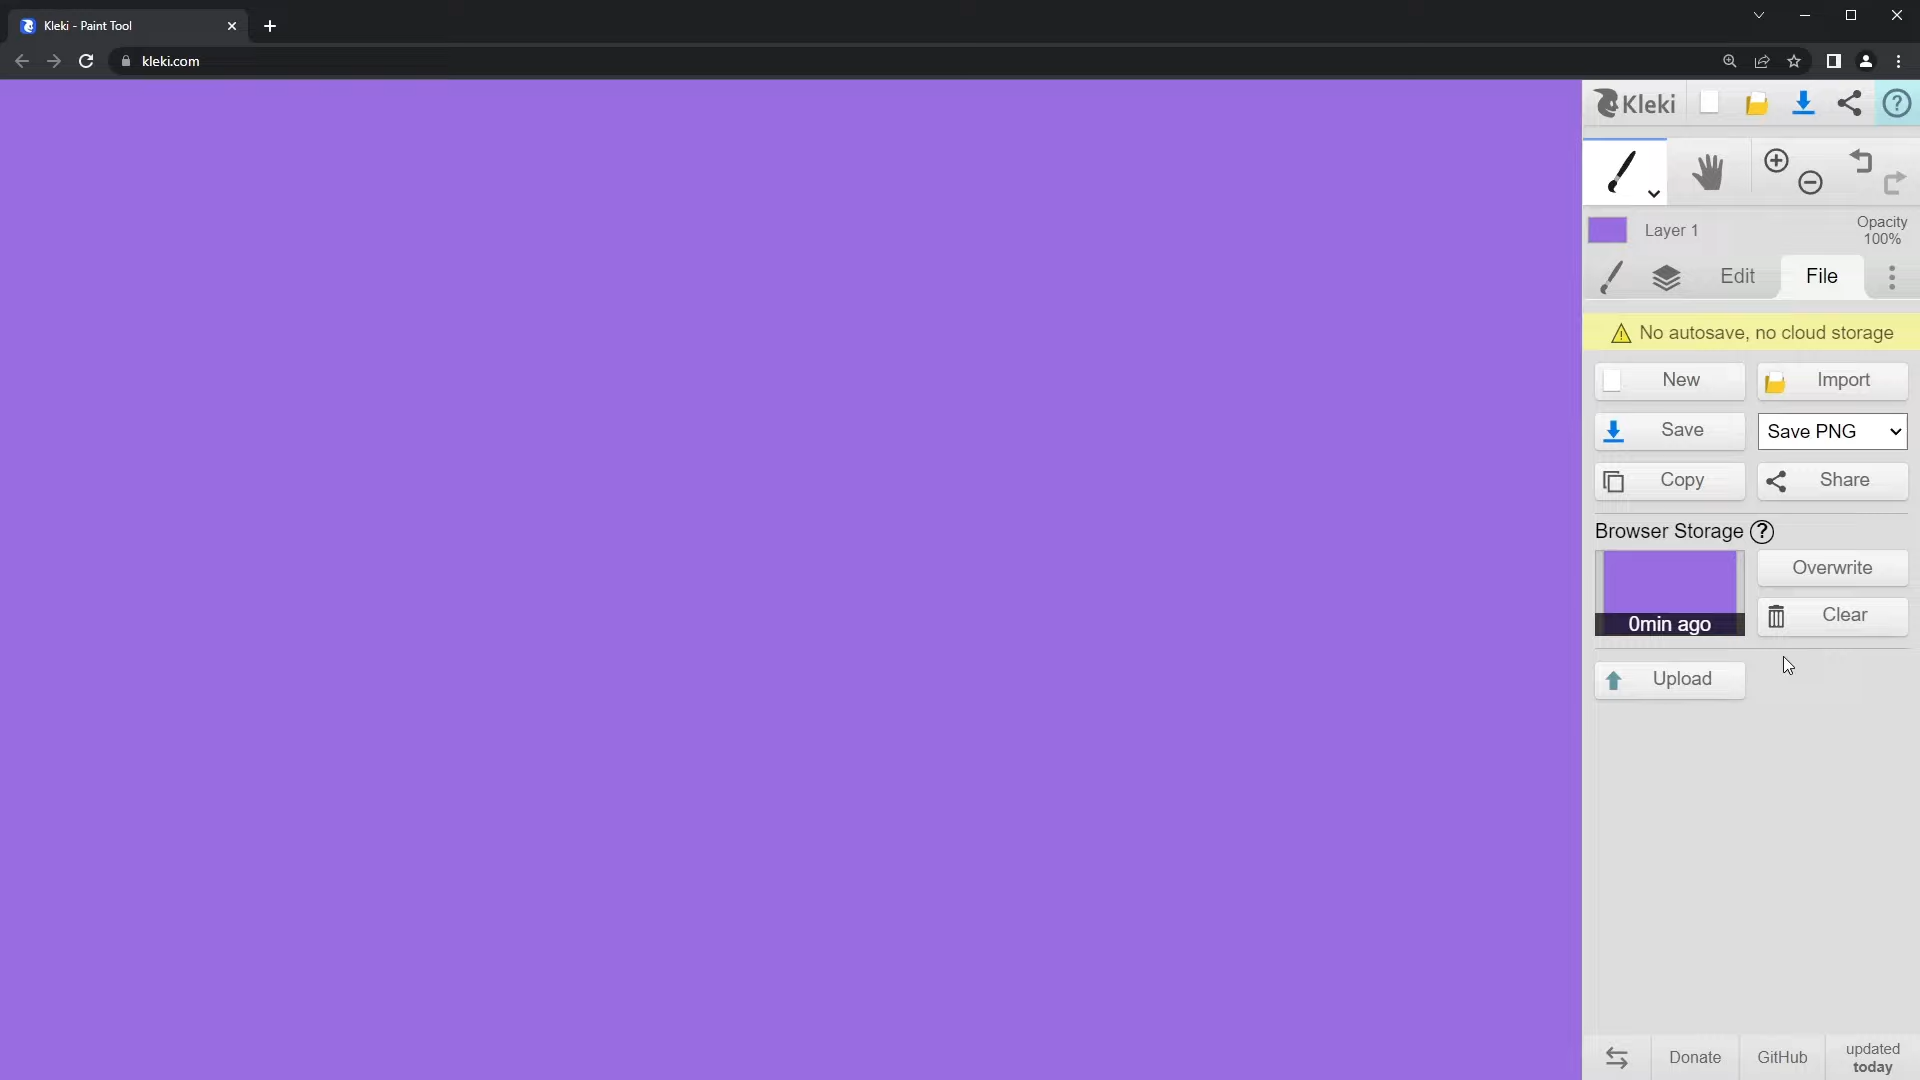 Kleki - Paint Tool
kleki.com
Kleki
Layer 1
Opacity
100%
Edit
File
No autosave, no cloud storage
New
Import
Save
Save PNG
Copy
Share
Browser Storage
Overwrite
0min ago
Clear
Upload
Donate
GitHub
updated
today